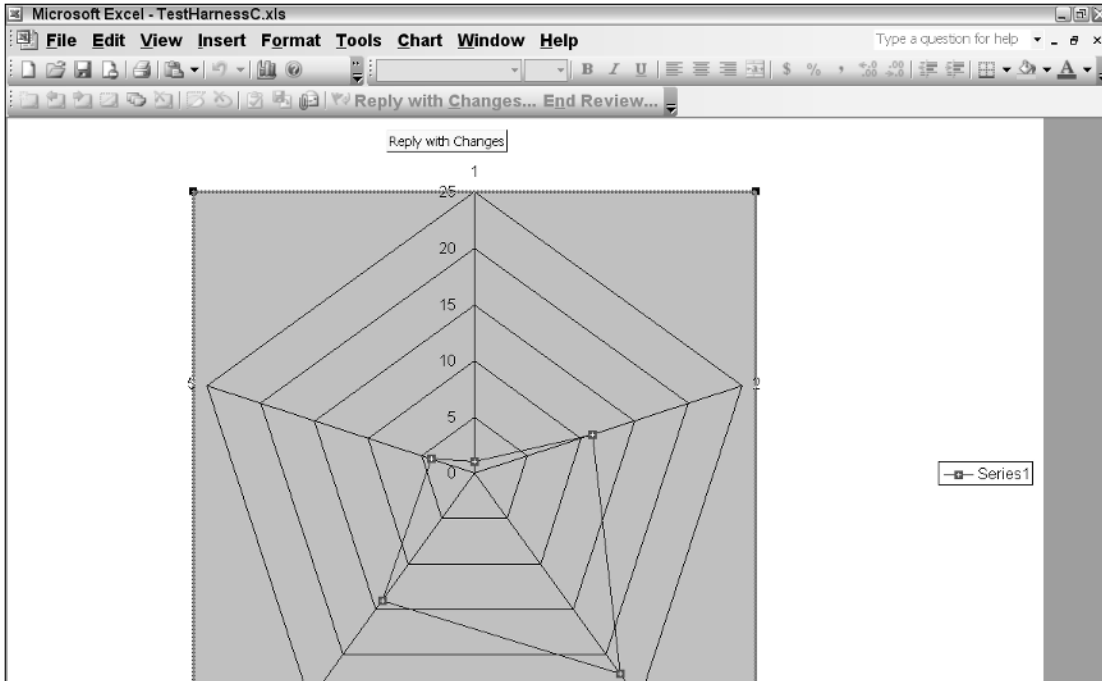 Microsoft Excel - TestHarnessC.xls
File Edit View Insert Format Tools Chart Window Help Type a question for help
B I U $ % ,
Reply with Changes... End Review...
Reply with Changes
1
25
20
15
10
5
0
Series1